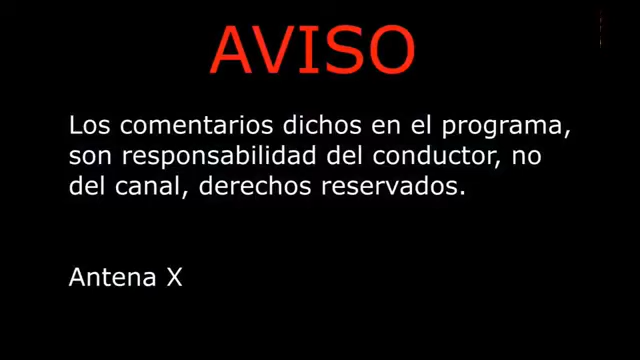 AVISO
Los comentarios dichos en el programa,
son responsabilidad del conductor, no
del canal, derechos reservados.
Antena X